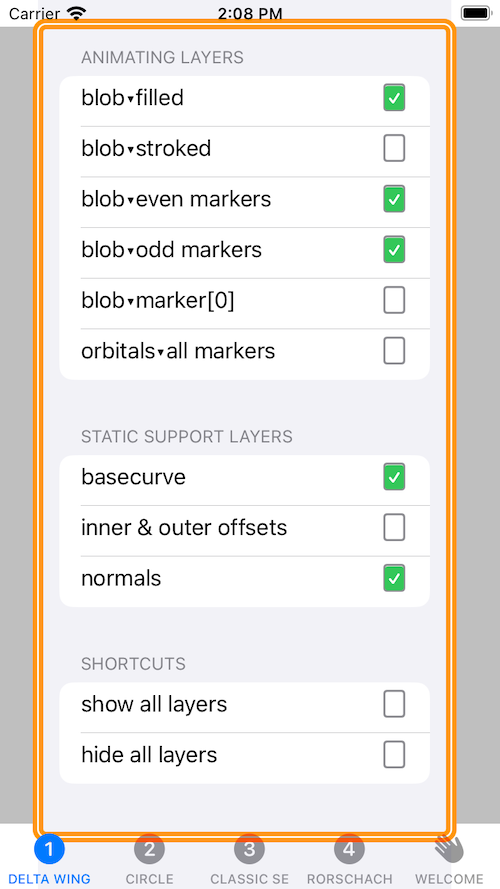 Carrier 2:08 PM
ANIMATING LAYERS
blob▾filled
blob▾stroked
blob▾even markers
blob▾odd markers
blob▾marker[0]
orbitals▾all markers
STATIC SUPPORT LAYERS
basecurve
inner & outer offsets
normals
SHORTCUTS
show all layers
hide all layers
1 2 3 4
DELTA WING CIRCLE CLASSIC SE RORSCHACH WELCOME